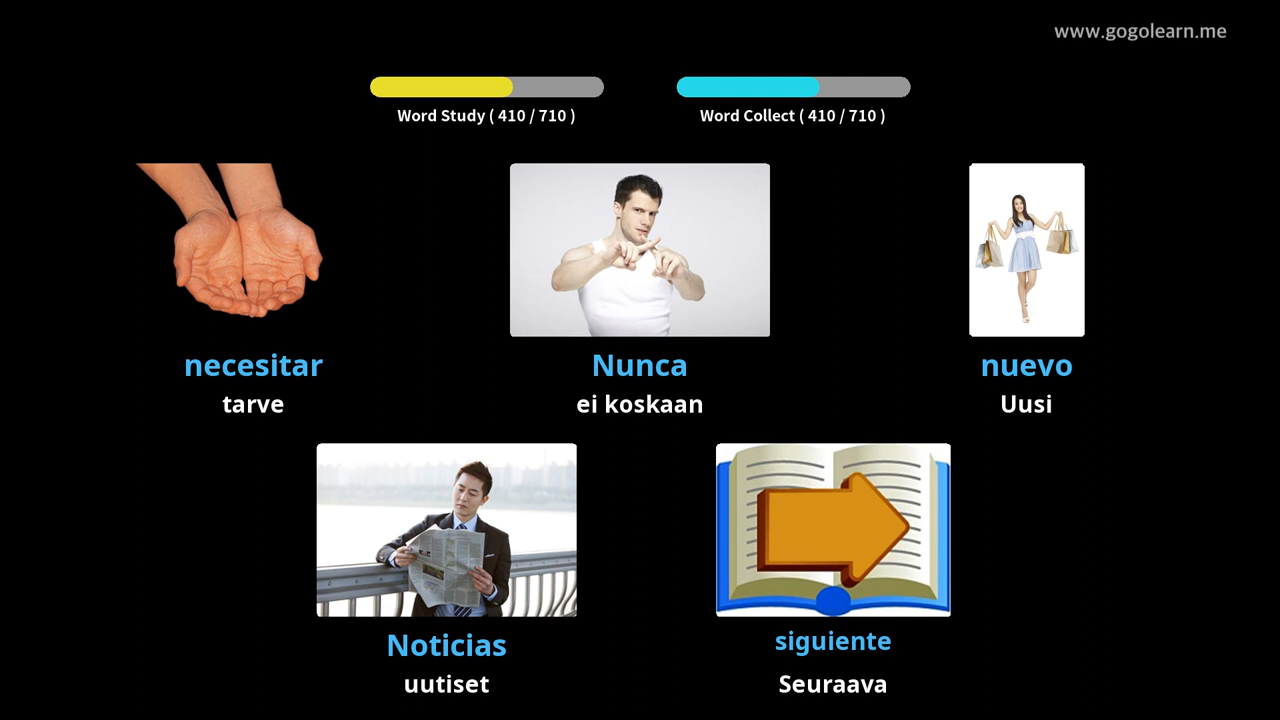 www.gogolearn.me
Word Study ( 410 / 710 )
Word Collect ( 410 / 710 )
necesitar
tarve
Nunca
ei koskaan
nuevo
Uusi
Noticias
uutiset
siguiente
Seuraava